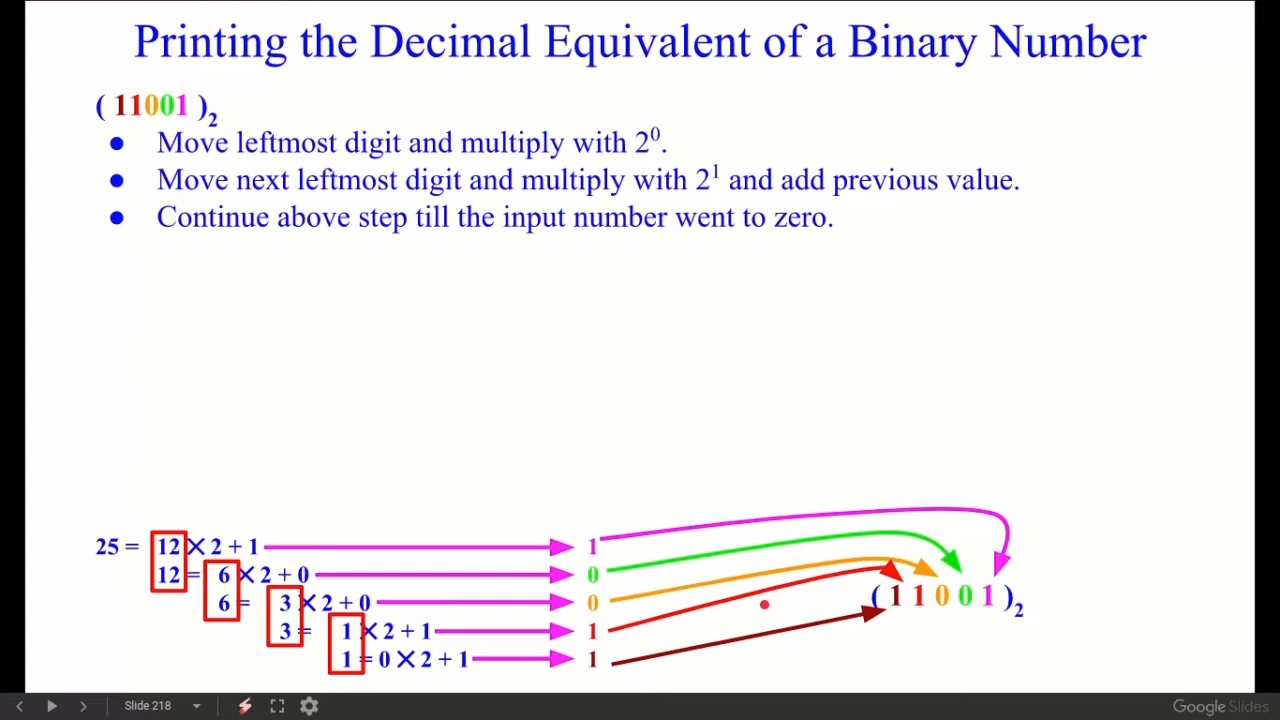 Printing the Decimal Equivalent of a Binary Number
( 11001 )₂
● Move leftmost digit and multiply with 2⁰.
● Move next leftmost digit and multiply with 2¹ and add previous value.
● Continue above step till the input number went to zero.
25 = 12 × 2 + 1 1
12 = 6 × 2 + 0 0
6 = 3 × 2 + 0 0
( 1 1 0 0 1 )₂
3 = 1 × 2 + 1 1
1 = 0 × 2 + 1 1
Slide 218
Google Slides